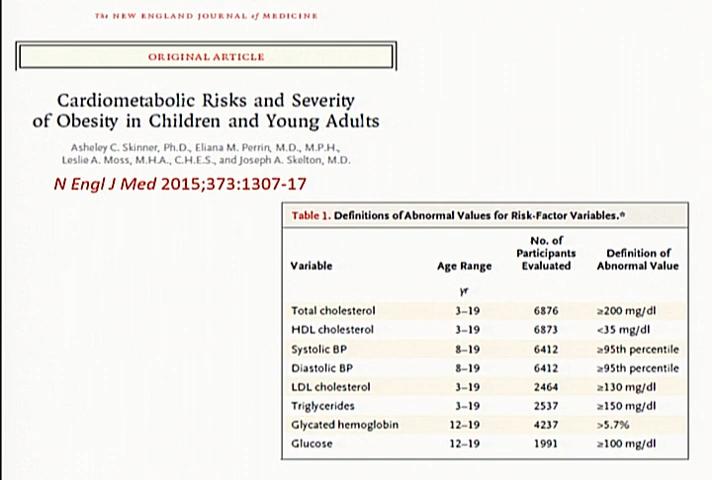 The NEW ENGLAND JOURNAL of MEDICINE
ORIGINAL ARTICLE
Cardiometabolic Risks and Severity
of Obesity in Children and Young Adults
Asheley C. Skinner, Ph.D., Eliana M. Perrin, M.D., M.P.H.,
Leslie A. Moss, M.H.A., C.H.E.S., and Joseph A. Skelton, M.D.
N Engl J Med 2015;373:1307-17
Table 1. Definitions of Abnormal Values for Risk-Factor Variables.*
Variable Age Range No. of Participants Evaluated Definition of Abnormal Value
yr
Total cholesterol 3–19 6876 ≥200 mg/dl
HDL cholesterol 3–19 6873 <35 mg/dl
Systolic BP 8–19 6412 ≥95th percentile
Diastolic BP 8–19 6412 ≥95th percentile
LDL cholesterol 3–19 2464 ≥130 mg/dl
Triglycerides 3–19 2537 ≥150 mg/dl
Glycated hemoglobin 12–19 4237 >5.7%
Glucose 12–19 1991 ≥100 mg/dl